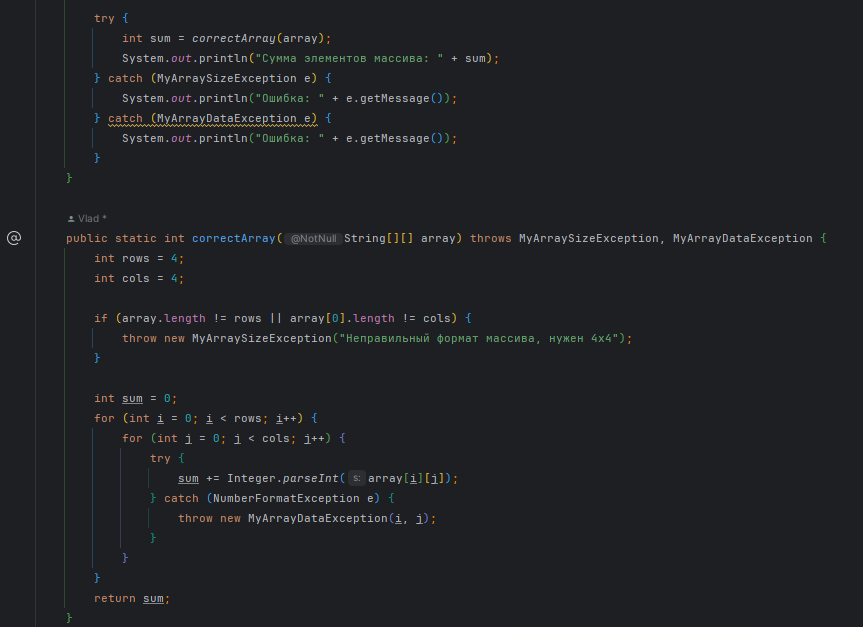 try {
int sum = correctArray(array);
System.out.println("Сумма элементов массива: " + sum);
} catch (MyArraySizeException e) {
System.out.println("Ошибка: " + e.getMessage());
} catch (MyArrayDataException e) {
System.out.println("Ошибка: " + e.getMessage());
}
}
Vlad *
public static int correctArray( @NotNull String[][] array) throws MyArraySizeException, MyArrayDataException {
int rows = 4;
int cols = 4;
if (array.length != rows || array[0].length != cols) {
throw new MyArraySizeException("Неправильный формат массива, нужен 4х4");
}
int sum = 0;
for (int i = 0; i < rows; i++) {
for (int j = 0; j < cols; j++) {
try {
sum += Integer.parseInt( s: array[i][j]);
} catch (NumberFormatException e) {
throw new MyArrayDataException(i, j);
}
}
}
return sum;
}